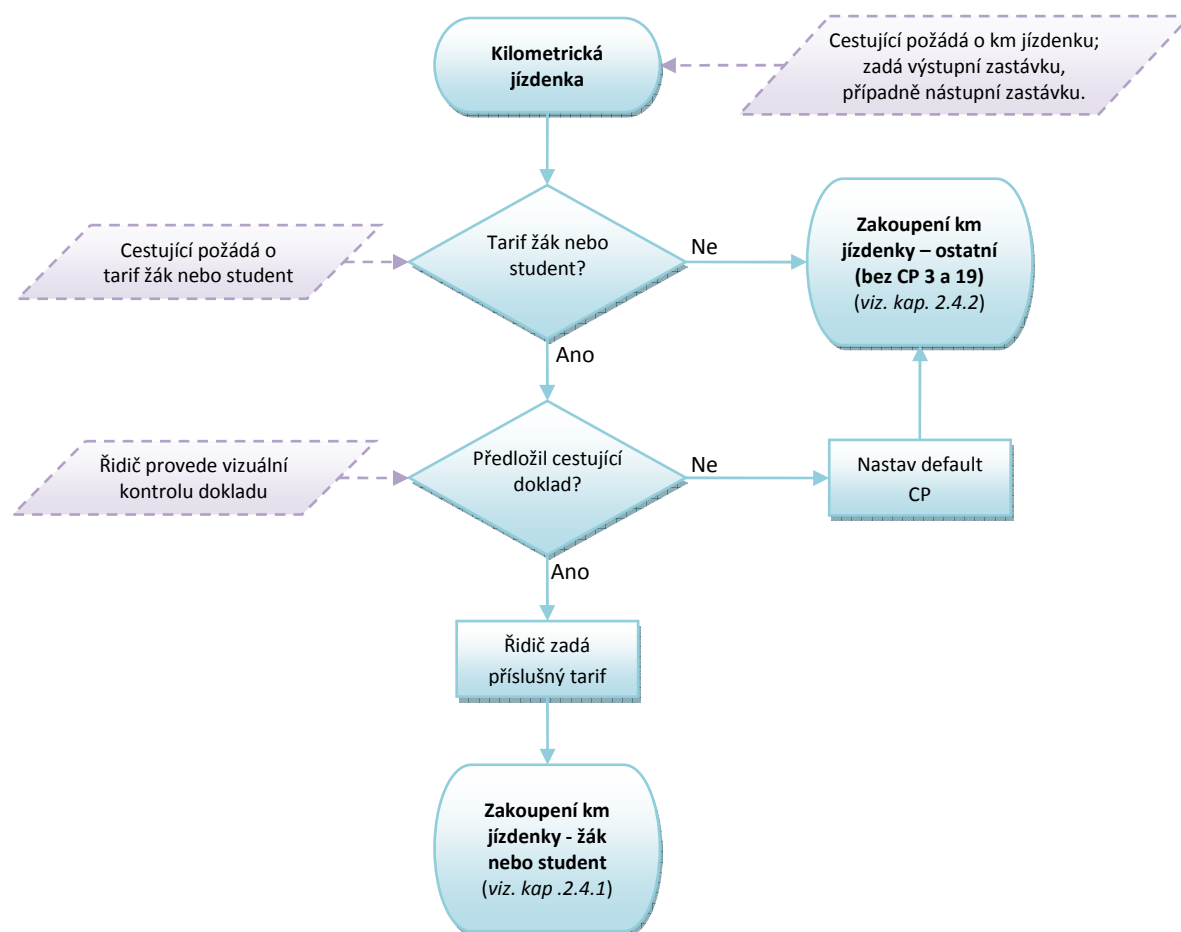 Kilometrická
jízdenka
Cestující požádá o km jízdenku;
zadá výstupní zastávku,
případně nástupní zastávku.
Cestující požádá o
tarif žák nebo student
Tarif žák nebo
student?
Ne
Zakoupení km
jízdenky – ostatní
(bez CP 3 a 19)
(viz. kap. 2.4.2)
Ano
Řidič provede vizuální
kontrolu dokladu
Předložil cestující
doklad?
Ne
Nastav default
CP
Ano
Řidič zadá
příslušný tarif
Zakoupení km
jízdenky - žák
nebo student
(viz. kap .2.4.1)